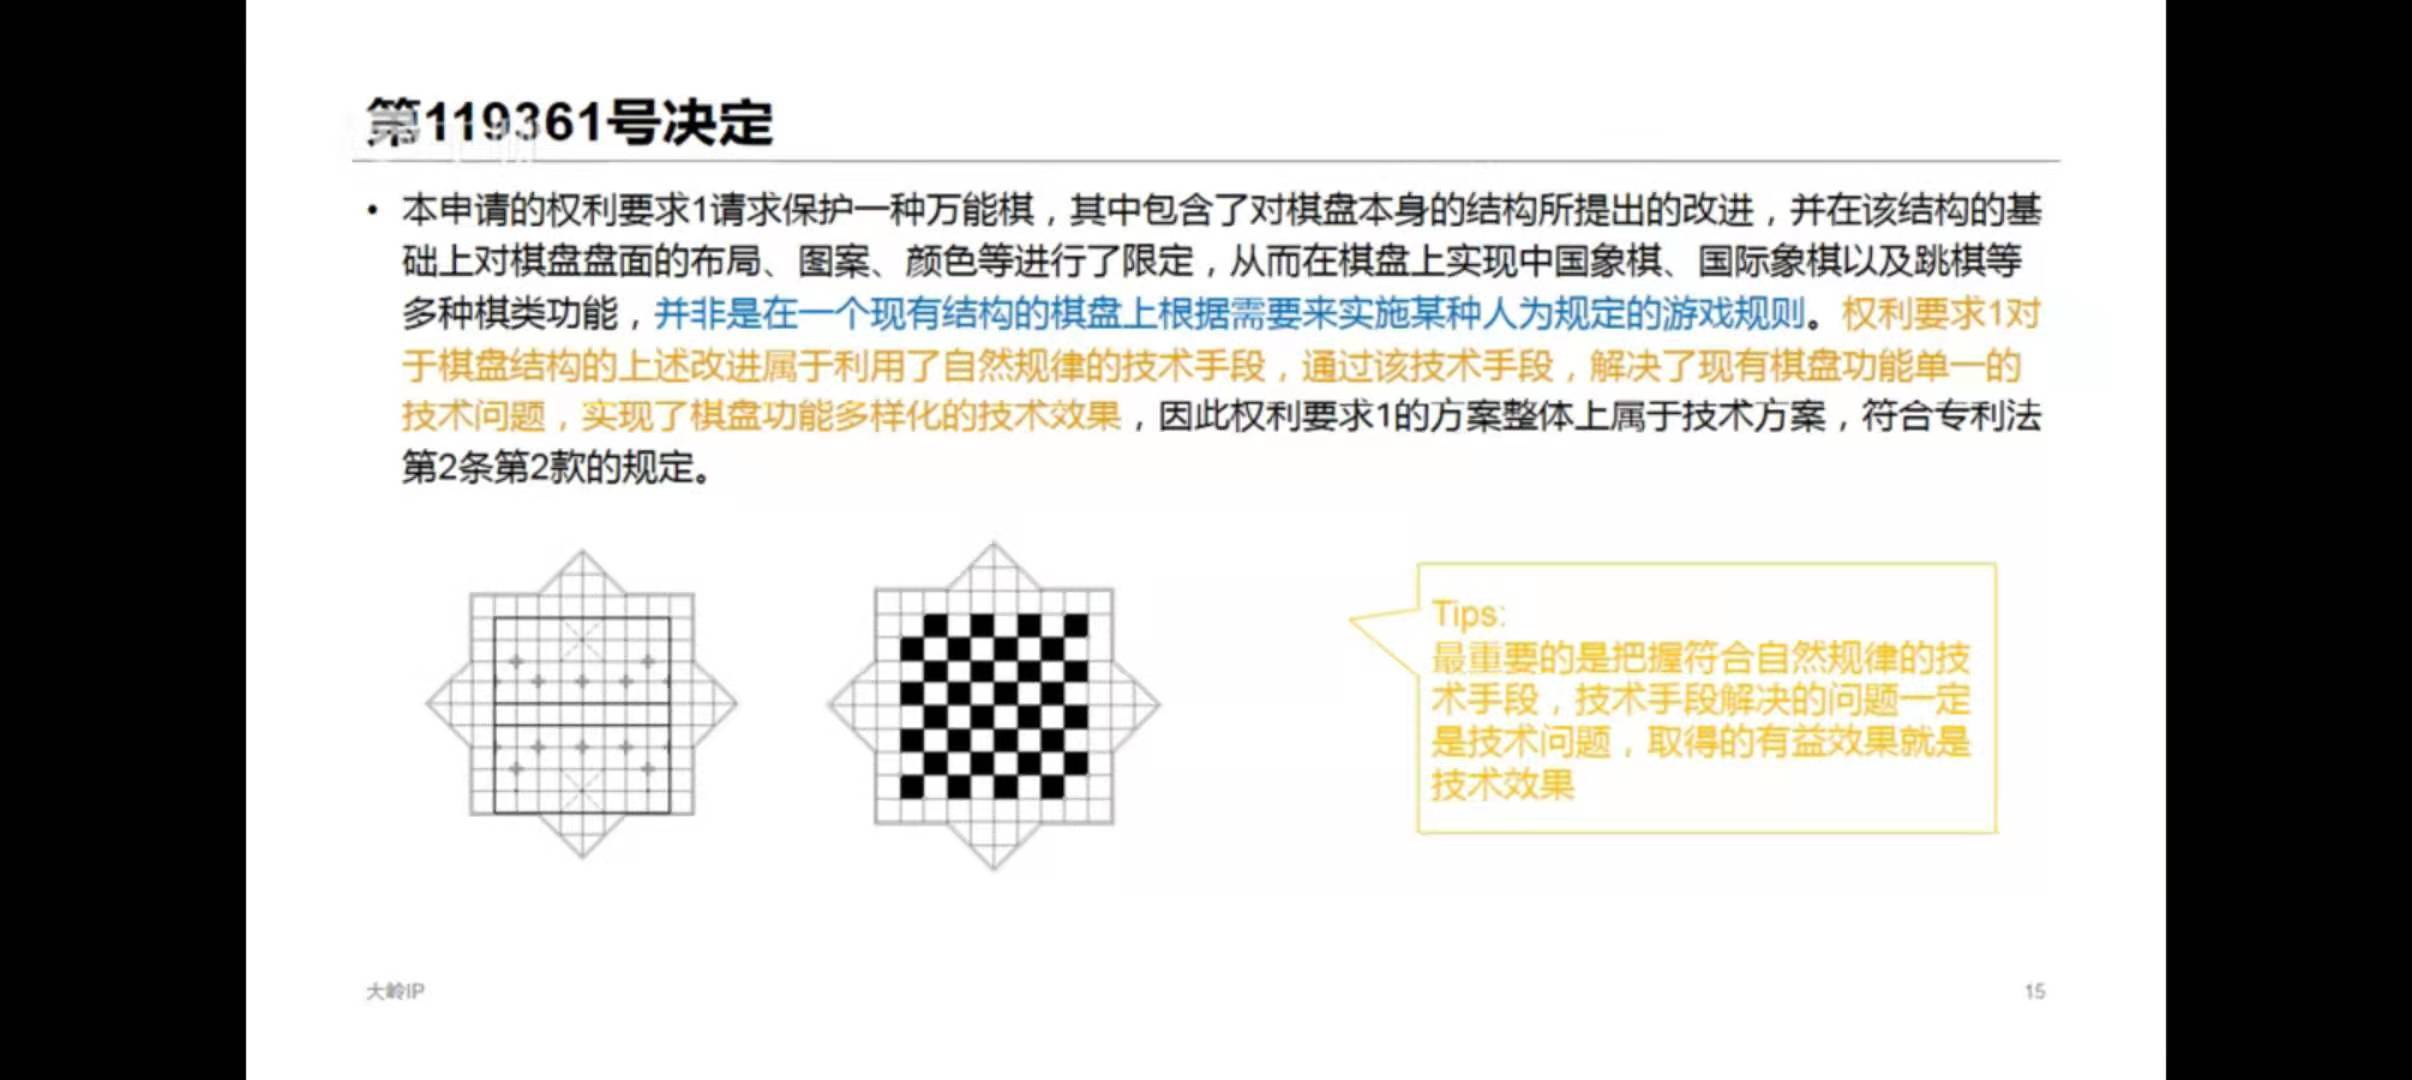 第119361号决定
• 本申请的权利要求1请求保护一种万能棋，其中包含了对棋盘本身的结构所提出的改进，并在该结构的基
础上对棋盘盘面的布局、图案、颜色等进行了限定，从而在棋盘上实现中国象棋、国际象棋以及跳棋等
多种棋类功能，并非是在一个现有结构的棋盘上根据需要来实施某种人为规定的游戏规则。权利要求1对
于棋盘结构的上述改进属于利用了自然规律的技术手段，通过该技术手段，解决了现有棋盘功能单一的
技术问题，实现了棋盘功能多样化的技术效果，因此权利要求1的方案整体上属于技术方案，符合专利法
第2条第2款的规定。
Tips:
最重要的是把握符合自然规律的技
术手段，技术手段解决的问题一定
是技术问题，取得的有益效果就是
技术效果
大岭IP
15